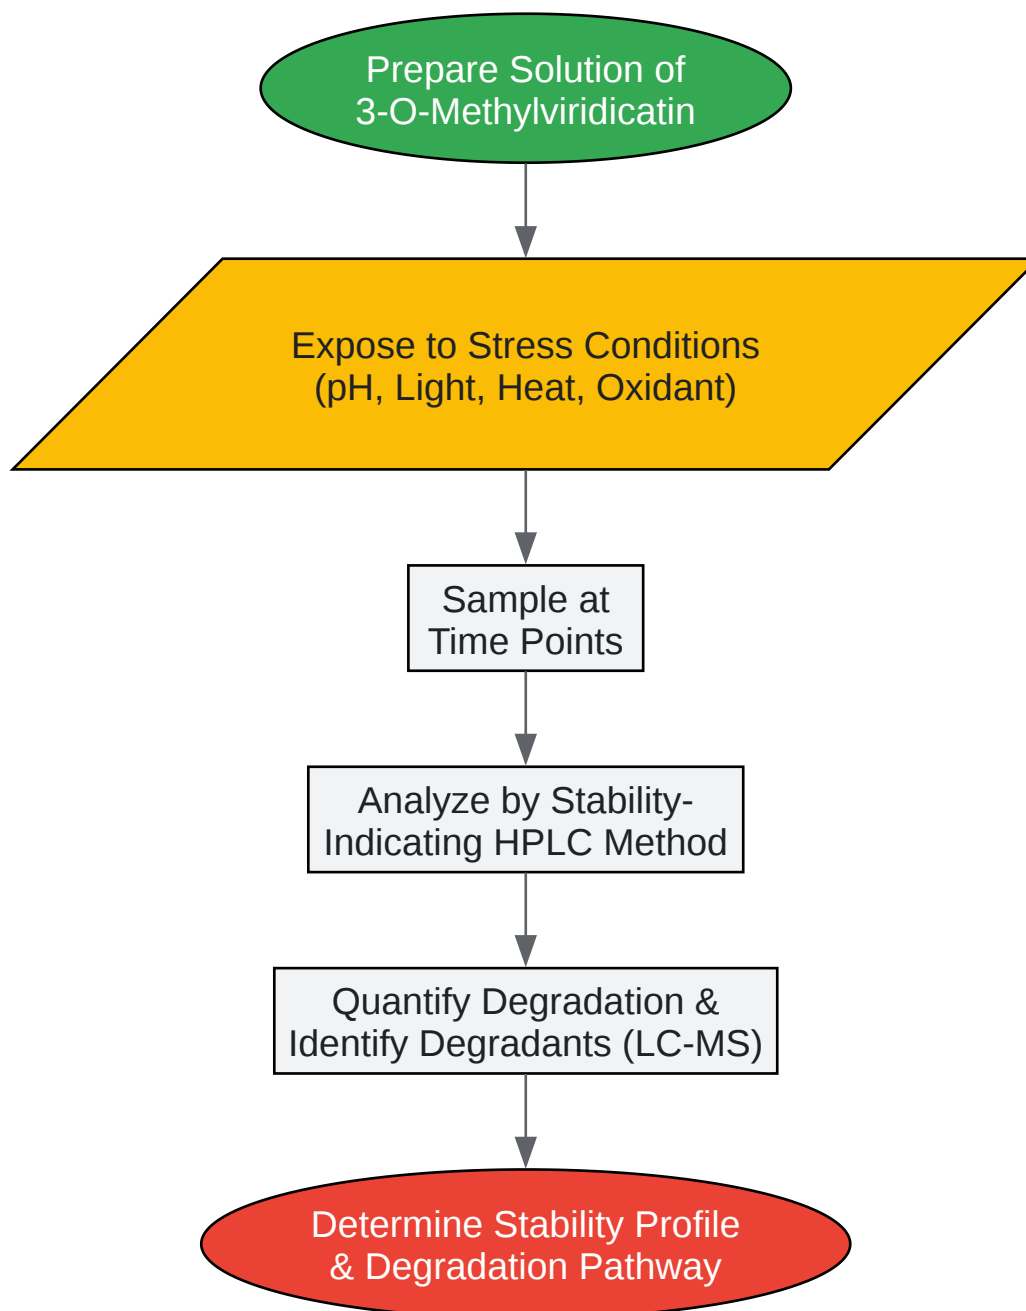 Prepare Solution of
3-O-Methylviridicatin
Expose to Stress Conditions
(pH, Light, Heat, Oxidant)
Sample at
Time Points
Analyze by Stability-
Indicating HPLC Method
Quantify Degradation &
Identify Degradants (LC-MS)
Determine Stability Profile
& Degradation Pathway